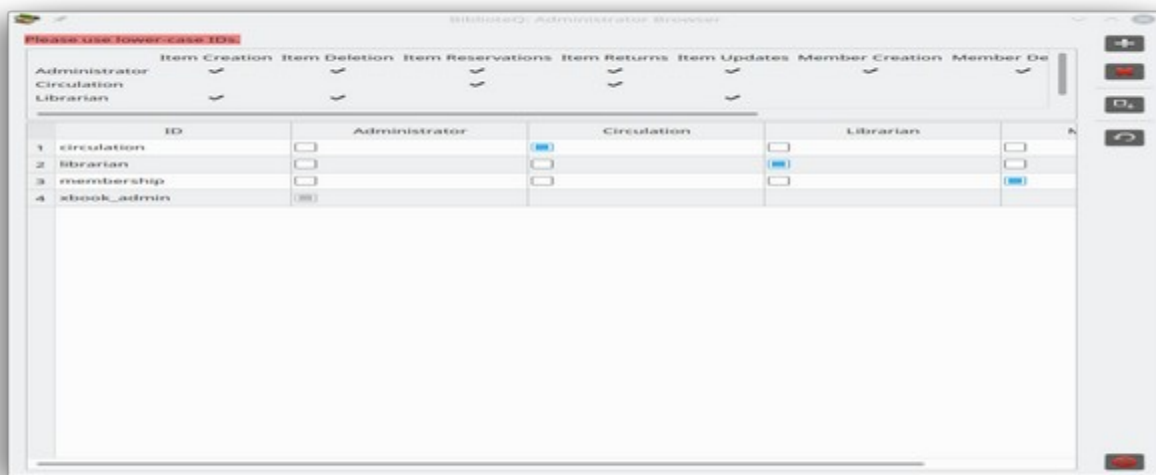 BiblioteQ: Administrator Browser
Please use lower-case IDs.
Item Creation Item Deletion Item Reservations Item Returns Item Updates Member Creation Member De
Administrator
Circulation
Librarian
ID Administrator Circulation Librarian
1 circulation
2 librarian
3 membership
4 xbook_admin